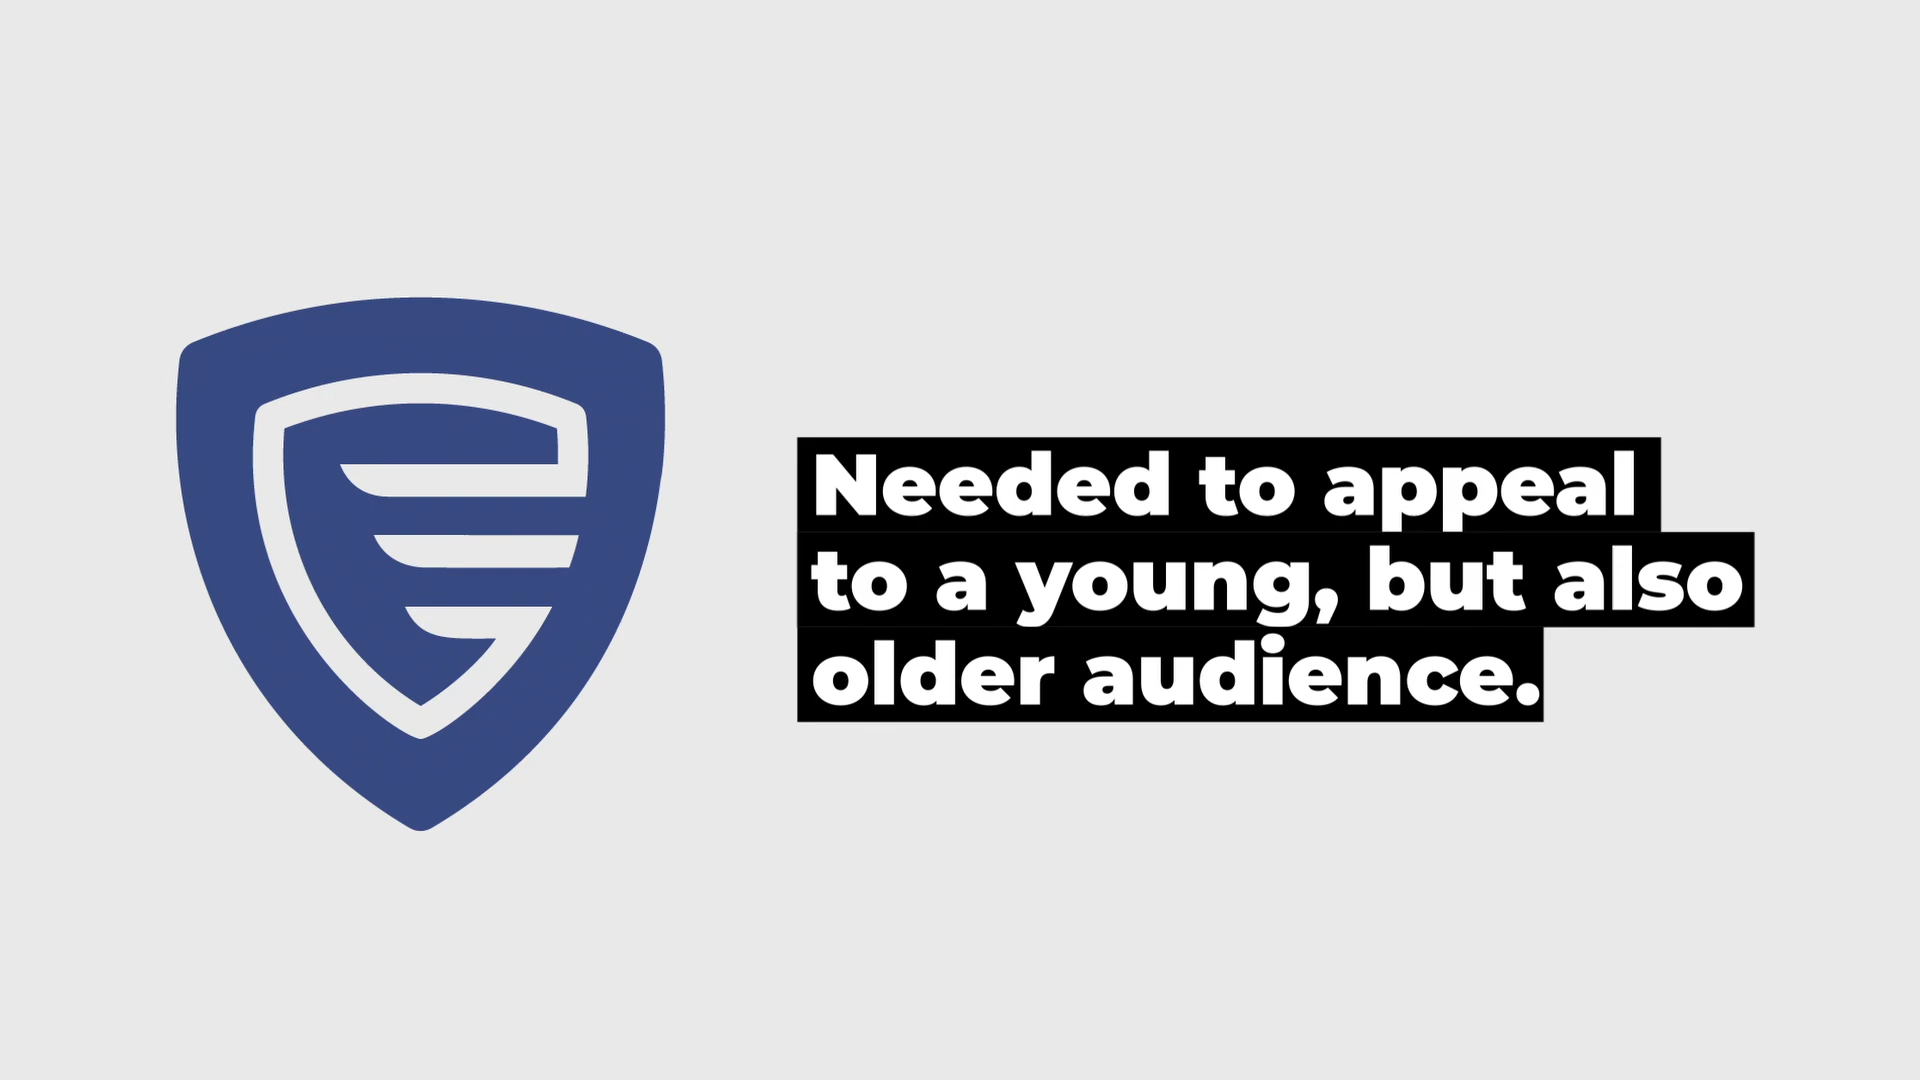 Needed to appeal
to a young, but also
older audience.